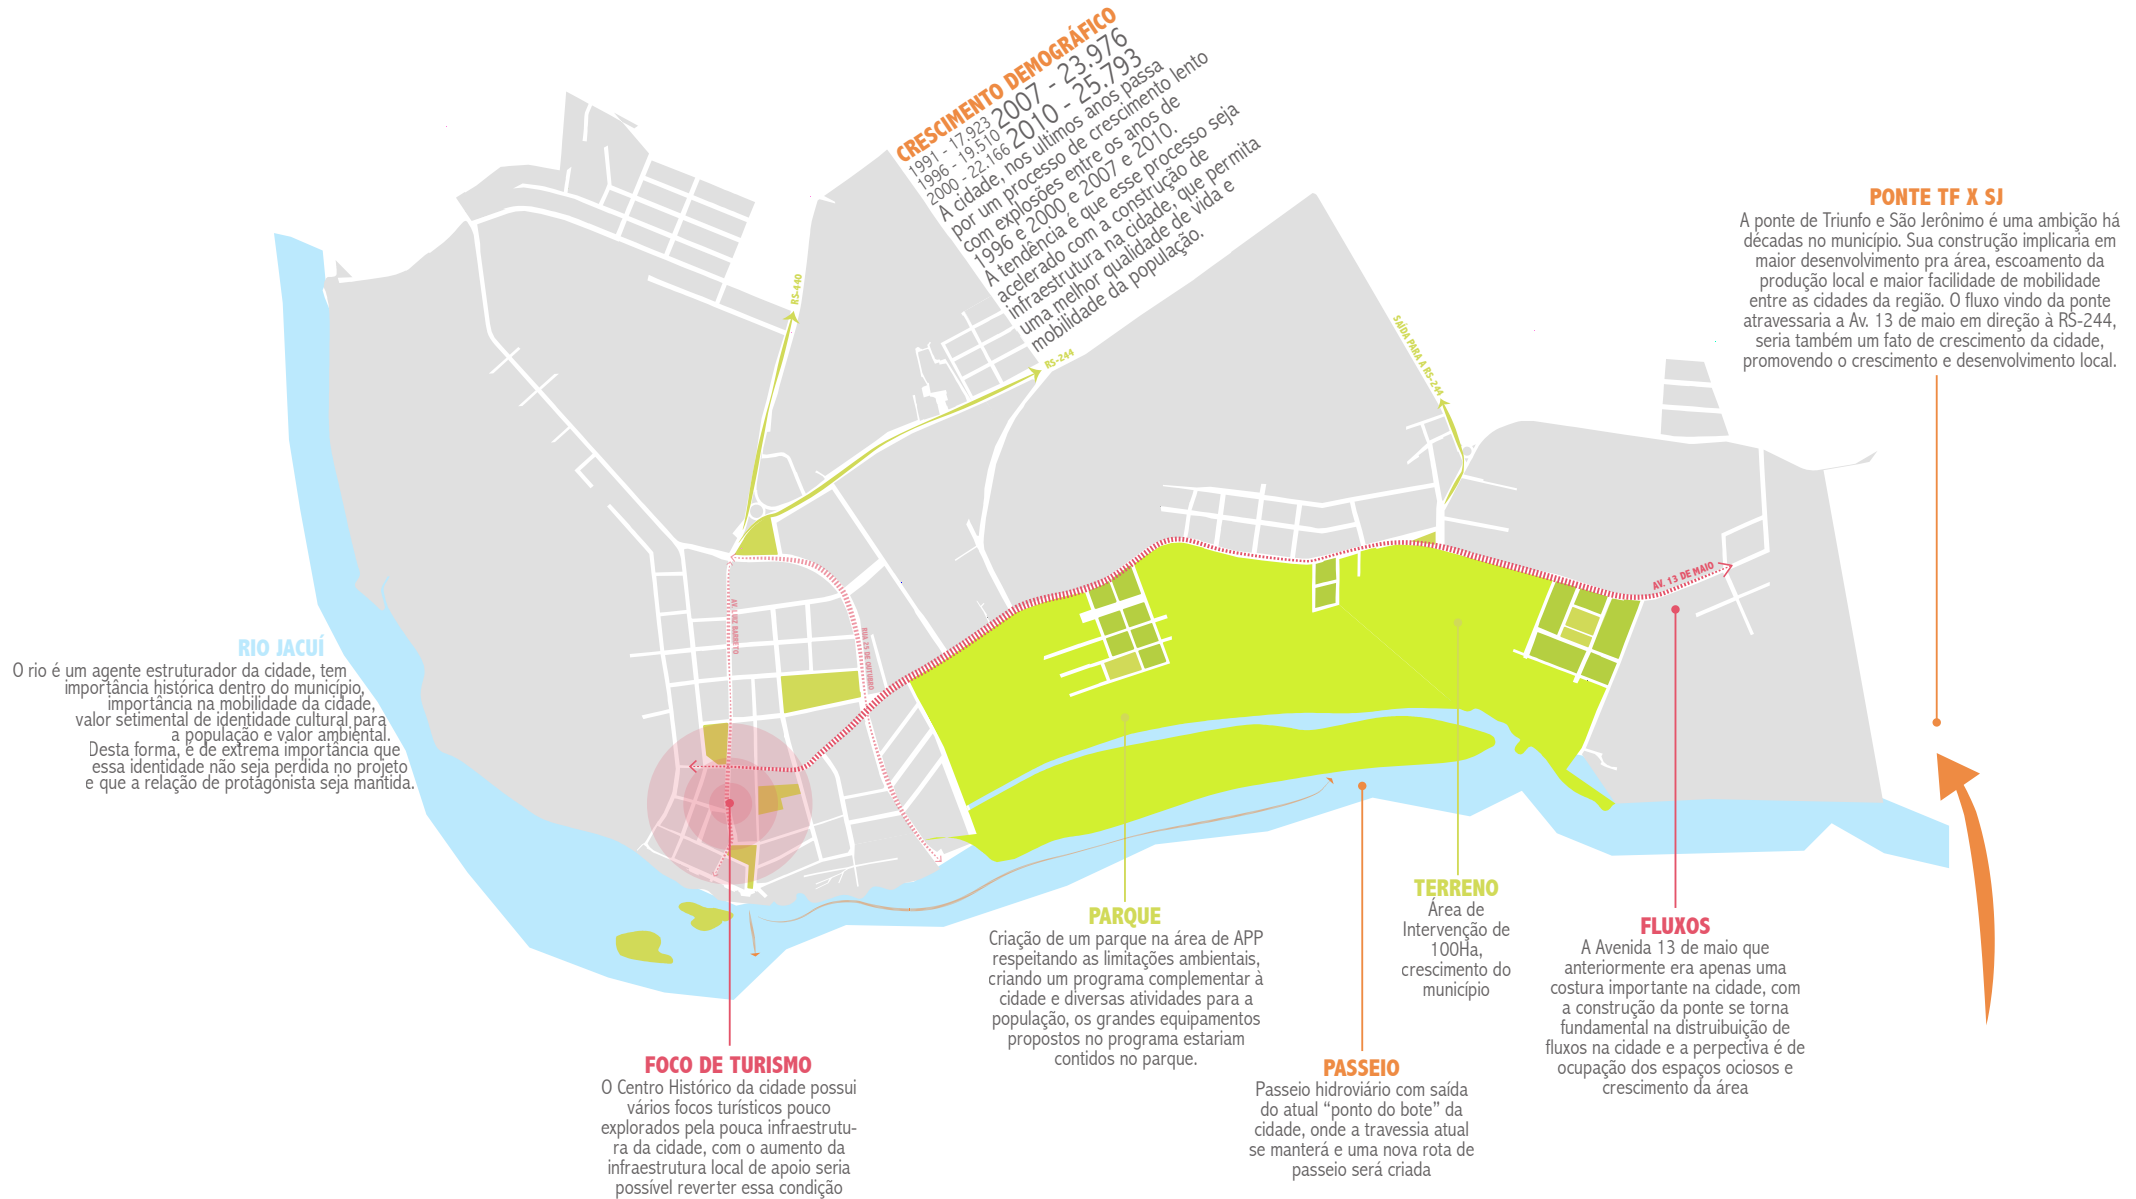 CRESCIMENTO DEMOGRÁFICO
1991 - 17.923 2007 - 23.976
1996 - 19.510 2010 - 25.793
2000 - 22.166
A cidade, nos ultimos anos passa
por um processo de crescimento lento
com explosões entre os anos de
1996 e 2000 e 2007 e 2010.
A tendência é que esse processo seja
acelerado com a construção de
infraestrutura na cidade, que permita
uma melhor qualidade de vida e
mobilidade da população.
PONTE TF X SJ
A ponte de Triunfo e São Jerônimo é uma ambição há
décadas no município. Sua construção implicaria em
maior desenvolvimento pra área, escoamento da
produção local e maior facilidade de mobilidade
entre as cidades da região. O fluxo vindo da ponte
atravessaria a Av. 13 de maio em direção à RS-244,
seria também um fato de crescimento da cidade,
promovendo o crescimento e desenvolvimento local.
RS-440
RS-244
SAÍDA PARA A RS-244
AV. 13 DE MAIO
AV LUIZ BARRETO
RUA 25 DE OUTUBRO
RIO JACUÍ
O rio é um agente estruturador da cidade, tem
importância histórica dentro do município,
importância na mobilidade da cidade,
valor setimental de identidade cultural para
a população e valor ambiental.
Desta forma, é de extrema importância que
essa identidade não seja perdida no projeto
e que a relação de protagonista seja mantida.
FOCO DE TURISMO
O Centro Histórico da cidade possui
vários focos turísticos pouco
explorados pela pouca infraestrutu-
ra da cidade, com o aumento da
infraestrutura local de apoio seria
possível reverter essa condição
PARQUE
Criação de um parque na área de APP
respeitando as limitações ambientais,
criando um programa complementar à
cidade e diversas atividades para a
população, os grandes equipamentos
propostos no programa estariam
contidos no parque.
PASSEIO
Passeio hidroviário com saída
do atual “ponto do bote” da
cidade, onde a travessia atual
se manterá e uma nova rota de
passeio será criada
TERRENO
Área de
Intervenção de
100Ha,
crescimento do
município
FLUXOS
A Avenida 13 de maio que
anteriormente era apenas uma
costura importante na cidade, com
a construção da ponte se torna
fundamental na distruibuição de
fluxos na cidade e a perpectiva é de
ocupação dos espaços ociosos e
crescimento da área